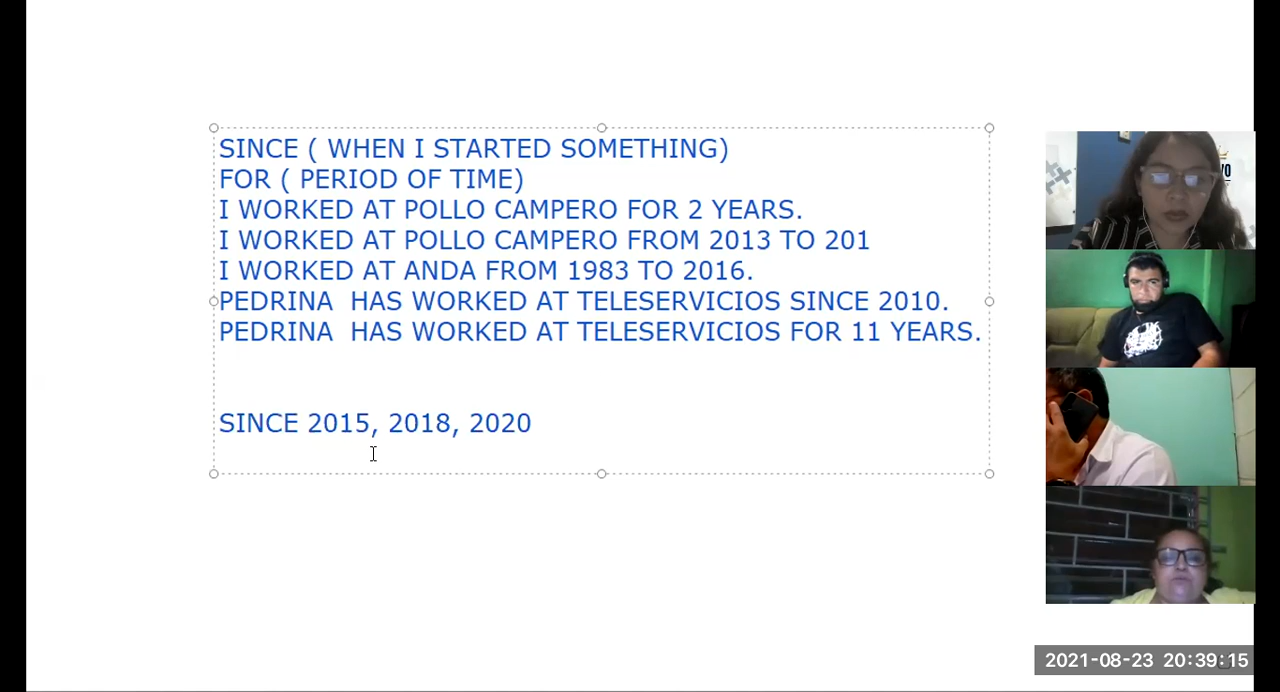 SINCE ( WHEN I STARTED SOMETHING)
FOR ( PERIOD OF TIME)
I WORKED AT POLLO CAMPERO FOR 2 YEARS.
I WORKED AT POLLO CAMPERO FROM 2013 TO 201
I WORKED AT ANDA FROM 1983 TO 2016.
PEDRINA  HAS WORKED AT TELESERVICIOS SINCE 2010.
PEDRINA  HAS WORKED AT TELESERVICIOS FOR 11 YEARS.
SINCE 2015, 2018, 2020
2021-08-23 20:39:15